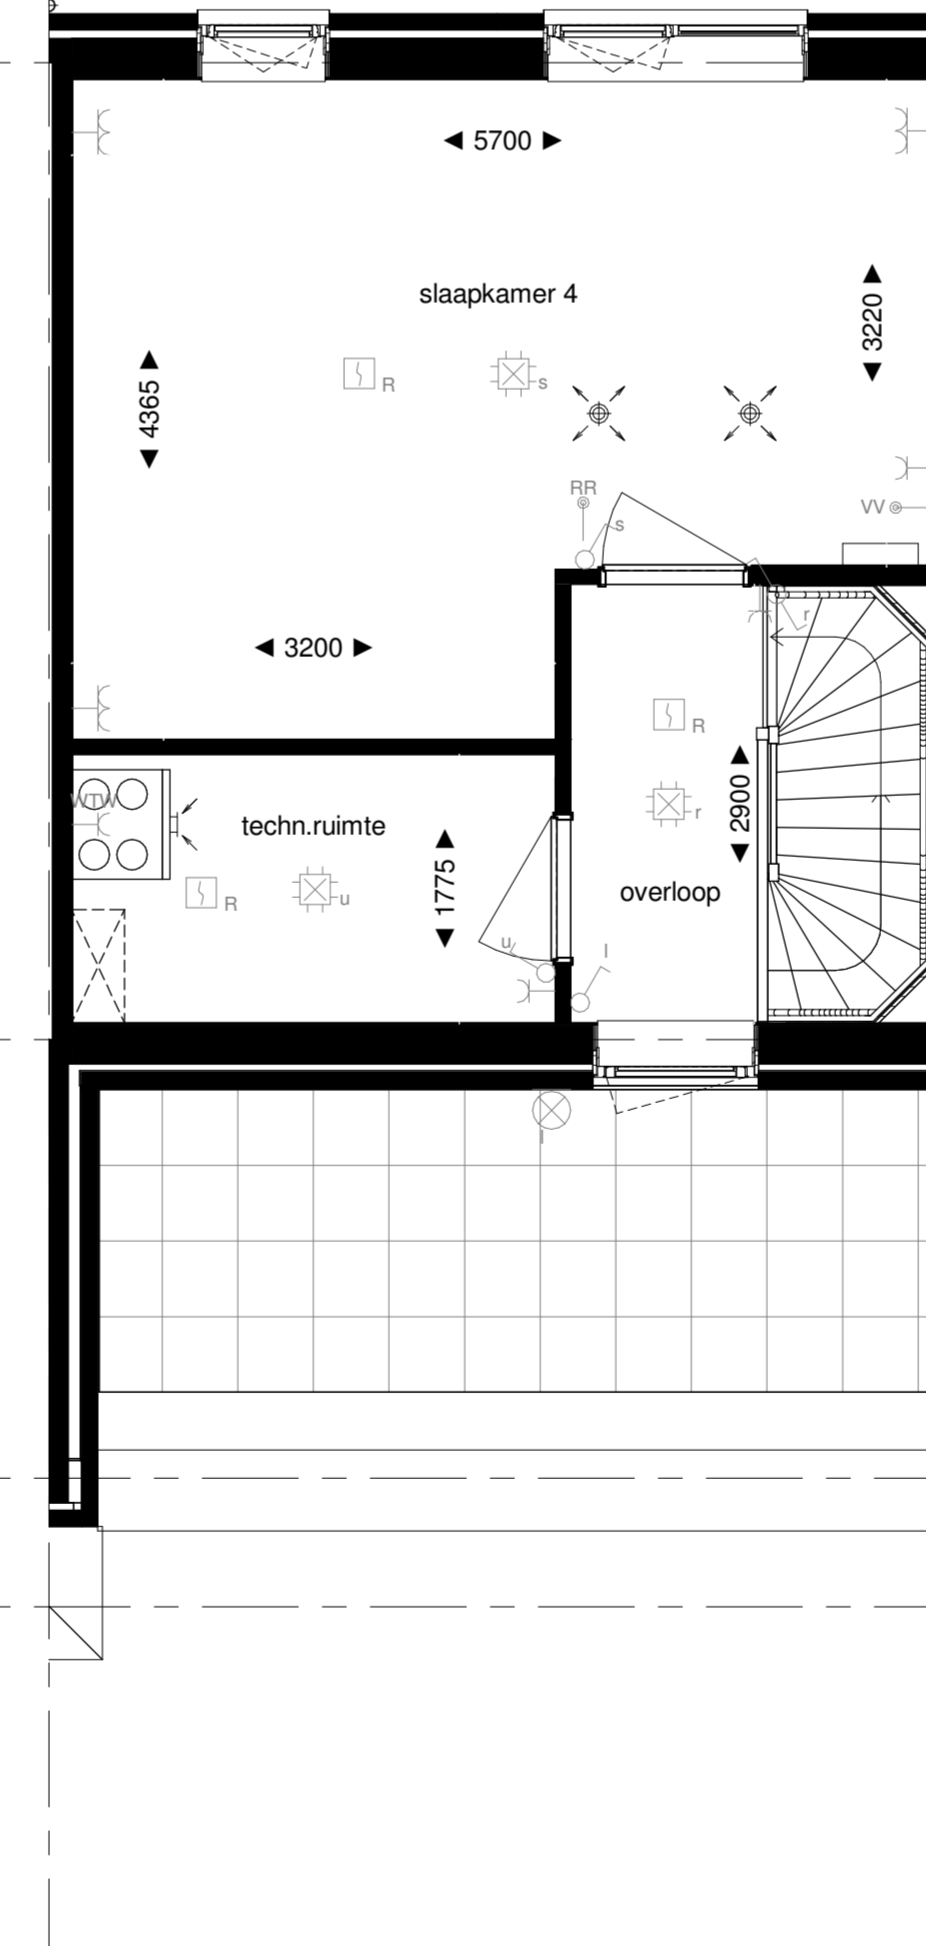 5700
slaapkamer 4
3220
R
s
4365
RR
s
VV
r
3200
R
WTW
techn.ruimte
2900
r
1775
overloop
R
u
u
l
l